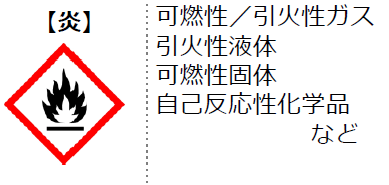 【炎】
可燃性／引火性ガス
引火性液体
可燃性固体
自己反応性化学品
など